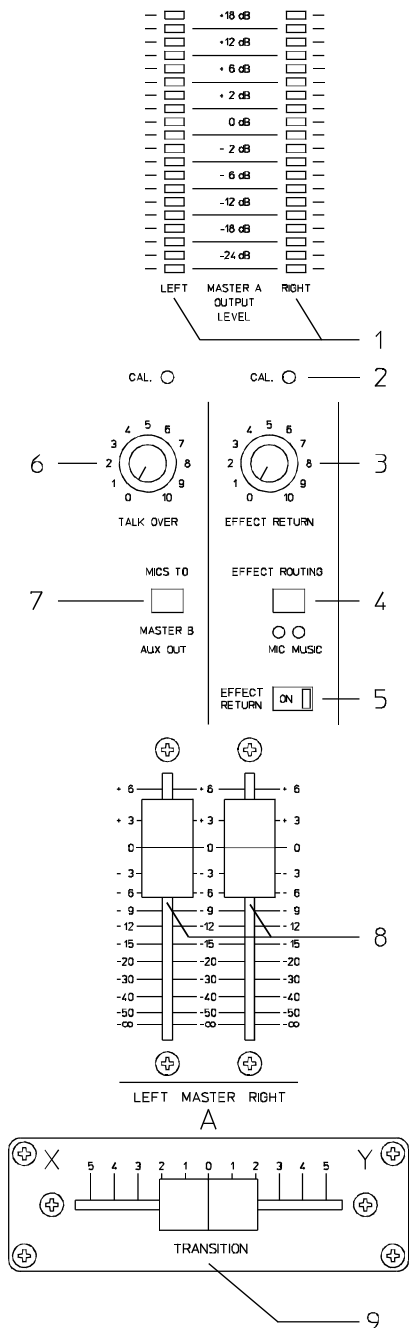 +18 dB
+12 dB
+ 6 dB
+ 2 dB
0 dB
- 2 dB
- 6 dB
-12 dB
-18 dB
-24 dB
LEFT MASTER A RIGHT
OUTPUT
LEVEL
1
CAL. CAL. 2
4 5 6 4 5 6
3 7 3 7
6 2 8 2 8 3
1 9 1 9
0 10 0 10
TALK OVER EFFECT RETURN
MICS TO EFFECT ROUTING
7 4
MASTER B
AUX OUT MIC MUSIC
EFFECT
RETURN ON 5
+ 6 + 6 + 6
+ 3 + 3 + 3
0 0 0
- 3 - 3 - 3
- 6 - 6 - 6
- 9 - 9 - 9
-12 -12 -12
-15 -15 -15 8
-20 -20 -20
-30 -30 -30
-40 -40 -40
-50 -50 -50
-∞ -∞ -∞
LEFT MASTER RIGHT
A
X Y
5 4 3 2 1 0 1 2 3 4 5
TRANSITION
9